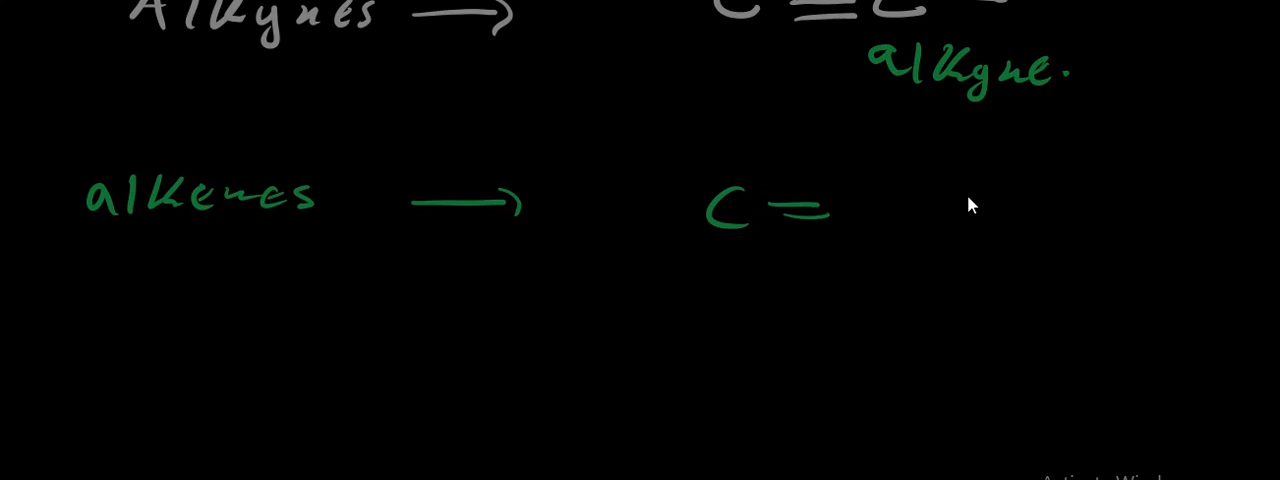 Alkynes → C ≡ C -
alkyne.
alkenes → C =